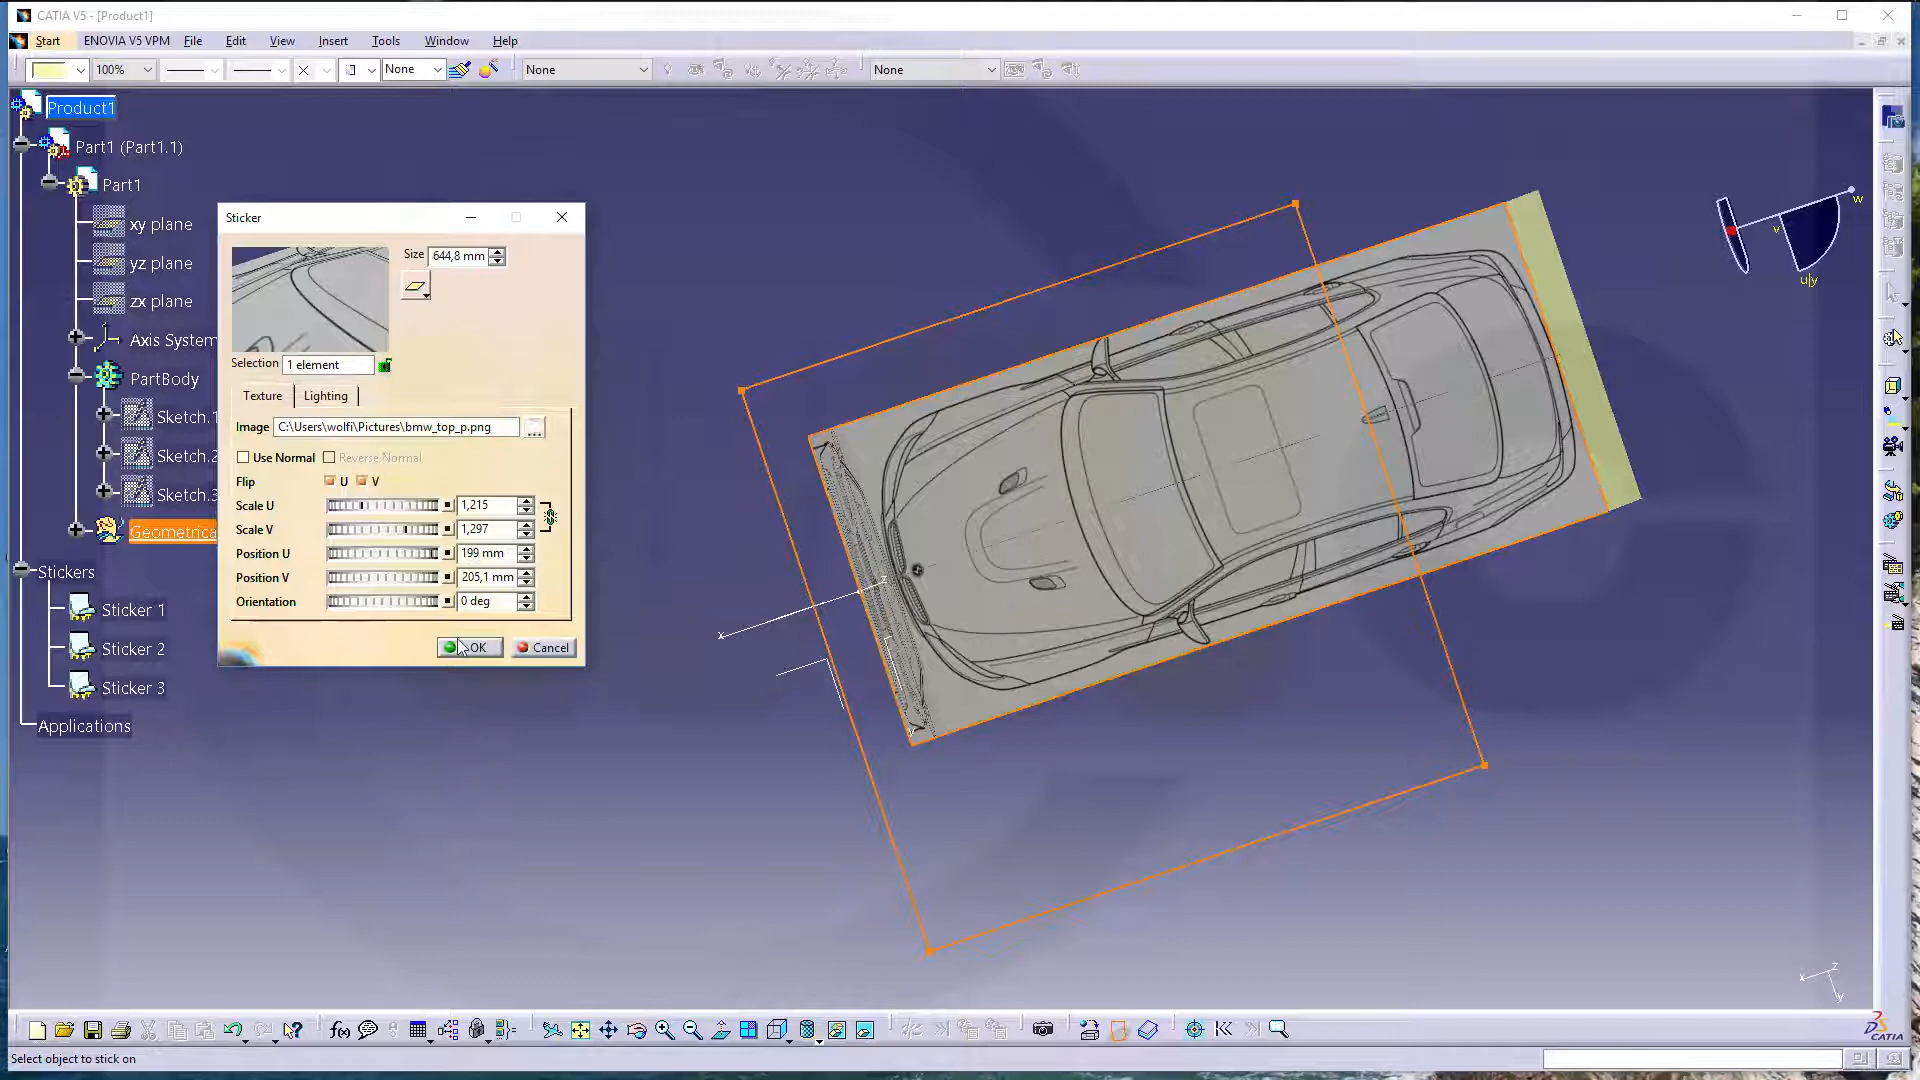 CATIA V5 - [Product1]
Start ENOVIA V5 VPM File Edit View Insert Tools Window Help
100% None None None
Product1
Part1 (Part1.1)
Part1
xy plane
yz plane
zx plane
Axis System
PartBody
Sketch.1
Sketch.2
Sketch.3
Geometrica
Stickers
Sticker 1
Sticker 2
Sticker 3
Applications
Sticker
Size 644,8 mm
Selection 1 element
Texture Lighting
Image C:\Users\wolfi\Pictures\bmw_top_p.png
...
Use Normal Reverse Normal
Flip U V
Scale U 1,215
Scale V 1,297
Position U 199 mm
Position V 205,1 mm
Orientation 0 deg
OK Cancel
x
z
y
w
v
u|y
x z
y
f(x)
CATIA
Select object to stick on